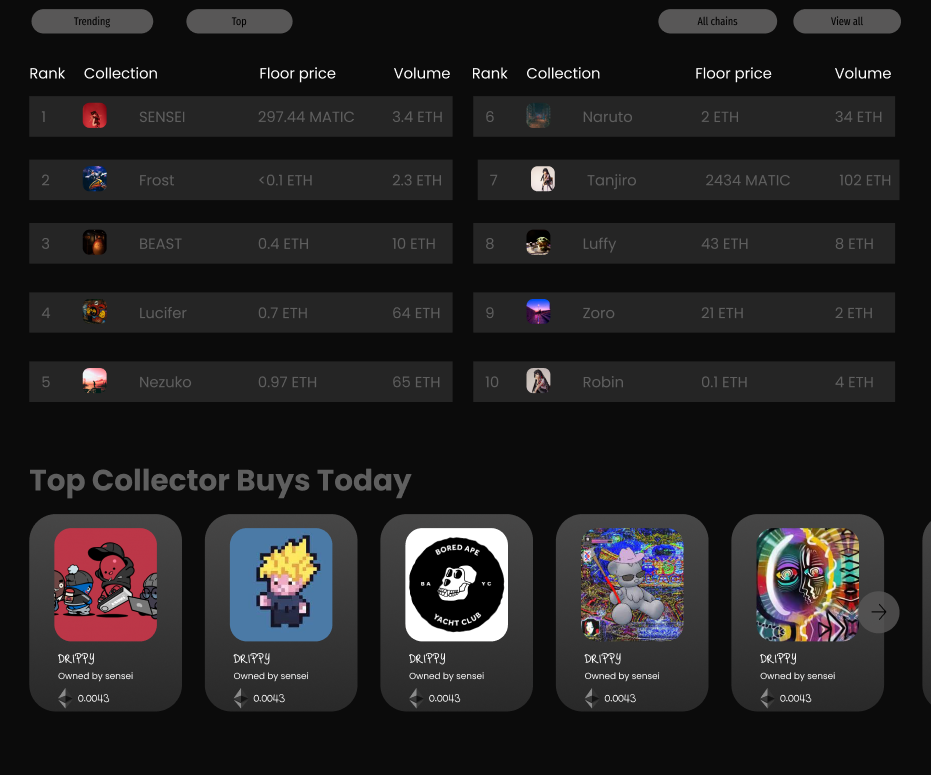 Trending
Top
All chains
View all
Rank Collection Floor price Volume
1 SENSEI 297.44 MATIC 3.4 ETH
2 Frost <0.1 ETH 2.3 ETH
3 BEAST 0.4 ETH 10 ETH
4 Lucifer 0.7 ETH 64 ETH
5 Nezuko 0.97 ETH 65 ETH
Rank Collection Floor price Volume
6 Naruto 2 ETH 34 ETH
7 Tanjiro 2434 MATIC 102 ETH
8 Luffy 43 ETH 8 ETH
9 Zoro 21 ETH 2 ETH
10 Robin 0.1 ETH 4 ETH
Top Collector Buys Today
DRIPPY
Owned by sensei
0.0043
DRIPPY
Owned by sensei
0.0043
BORED APE
BA YC
YACHT CLUB
DRIPPY
Owned by sensei
0.0043
DRIPPY
Owned by sensei
0.0043
DRIPPY
Owned by sensei
0.0043